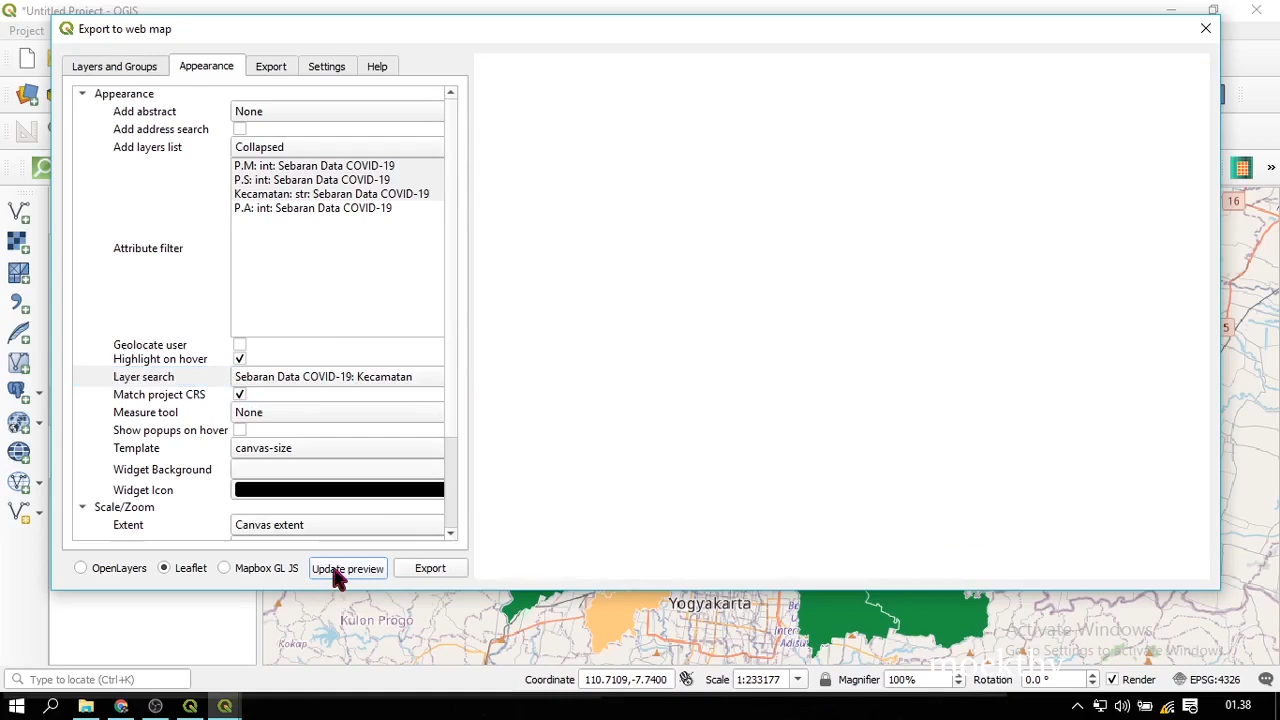 *Untitled Project - QGIS
Export to web map
Project
Layers and Groups
Appearance
Export
Settings
Help
Appearance
Add abstract
None
Add address search
Add layers list
Collapsed
P.M: int: Sebaran Data COVID-19
P.S: int: Sebaran Data COVID-19
Kecamatan: str: Sebaran Data COVID-19
P.A: int: Sebaran Data COVID-19
Attribute filter
Geolocate user
Highlight on hover
Layer search
Sebaran Data COVID-19: Kecamatan
Match project CRS
Measure tool
None
Show popups on hover
Template
canvas-size
Widget Background
Widget Icon
Scale/Zoom
Extent
Canvas extent
OpenLayers
Leaflet
Mapbox GL JS
Update preview
Export
16
5
»
Yogyakarta
Kulon Progo
Kokap
Activate Windows
Go to Settings to Activate Windows.
Type to locate (Ctrl+K)
Coordinate
110.7109,-7.7400
Scale
1:233177
Magnifier
100%
Rotation
0.0 °
Render
EPSG:4326
01.38